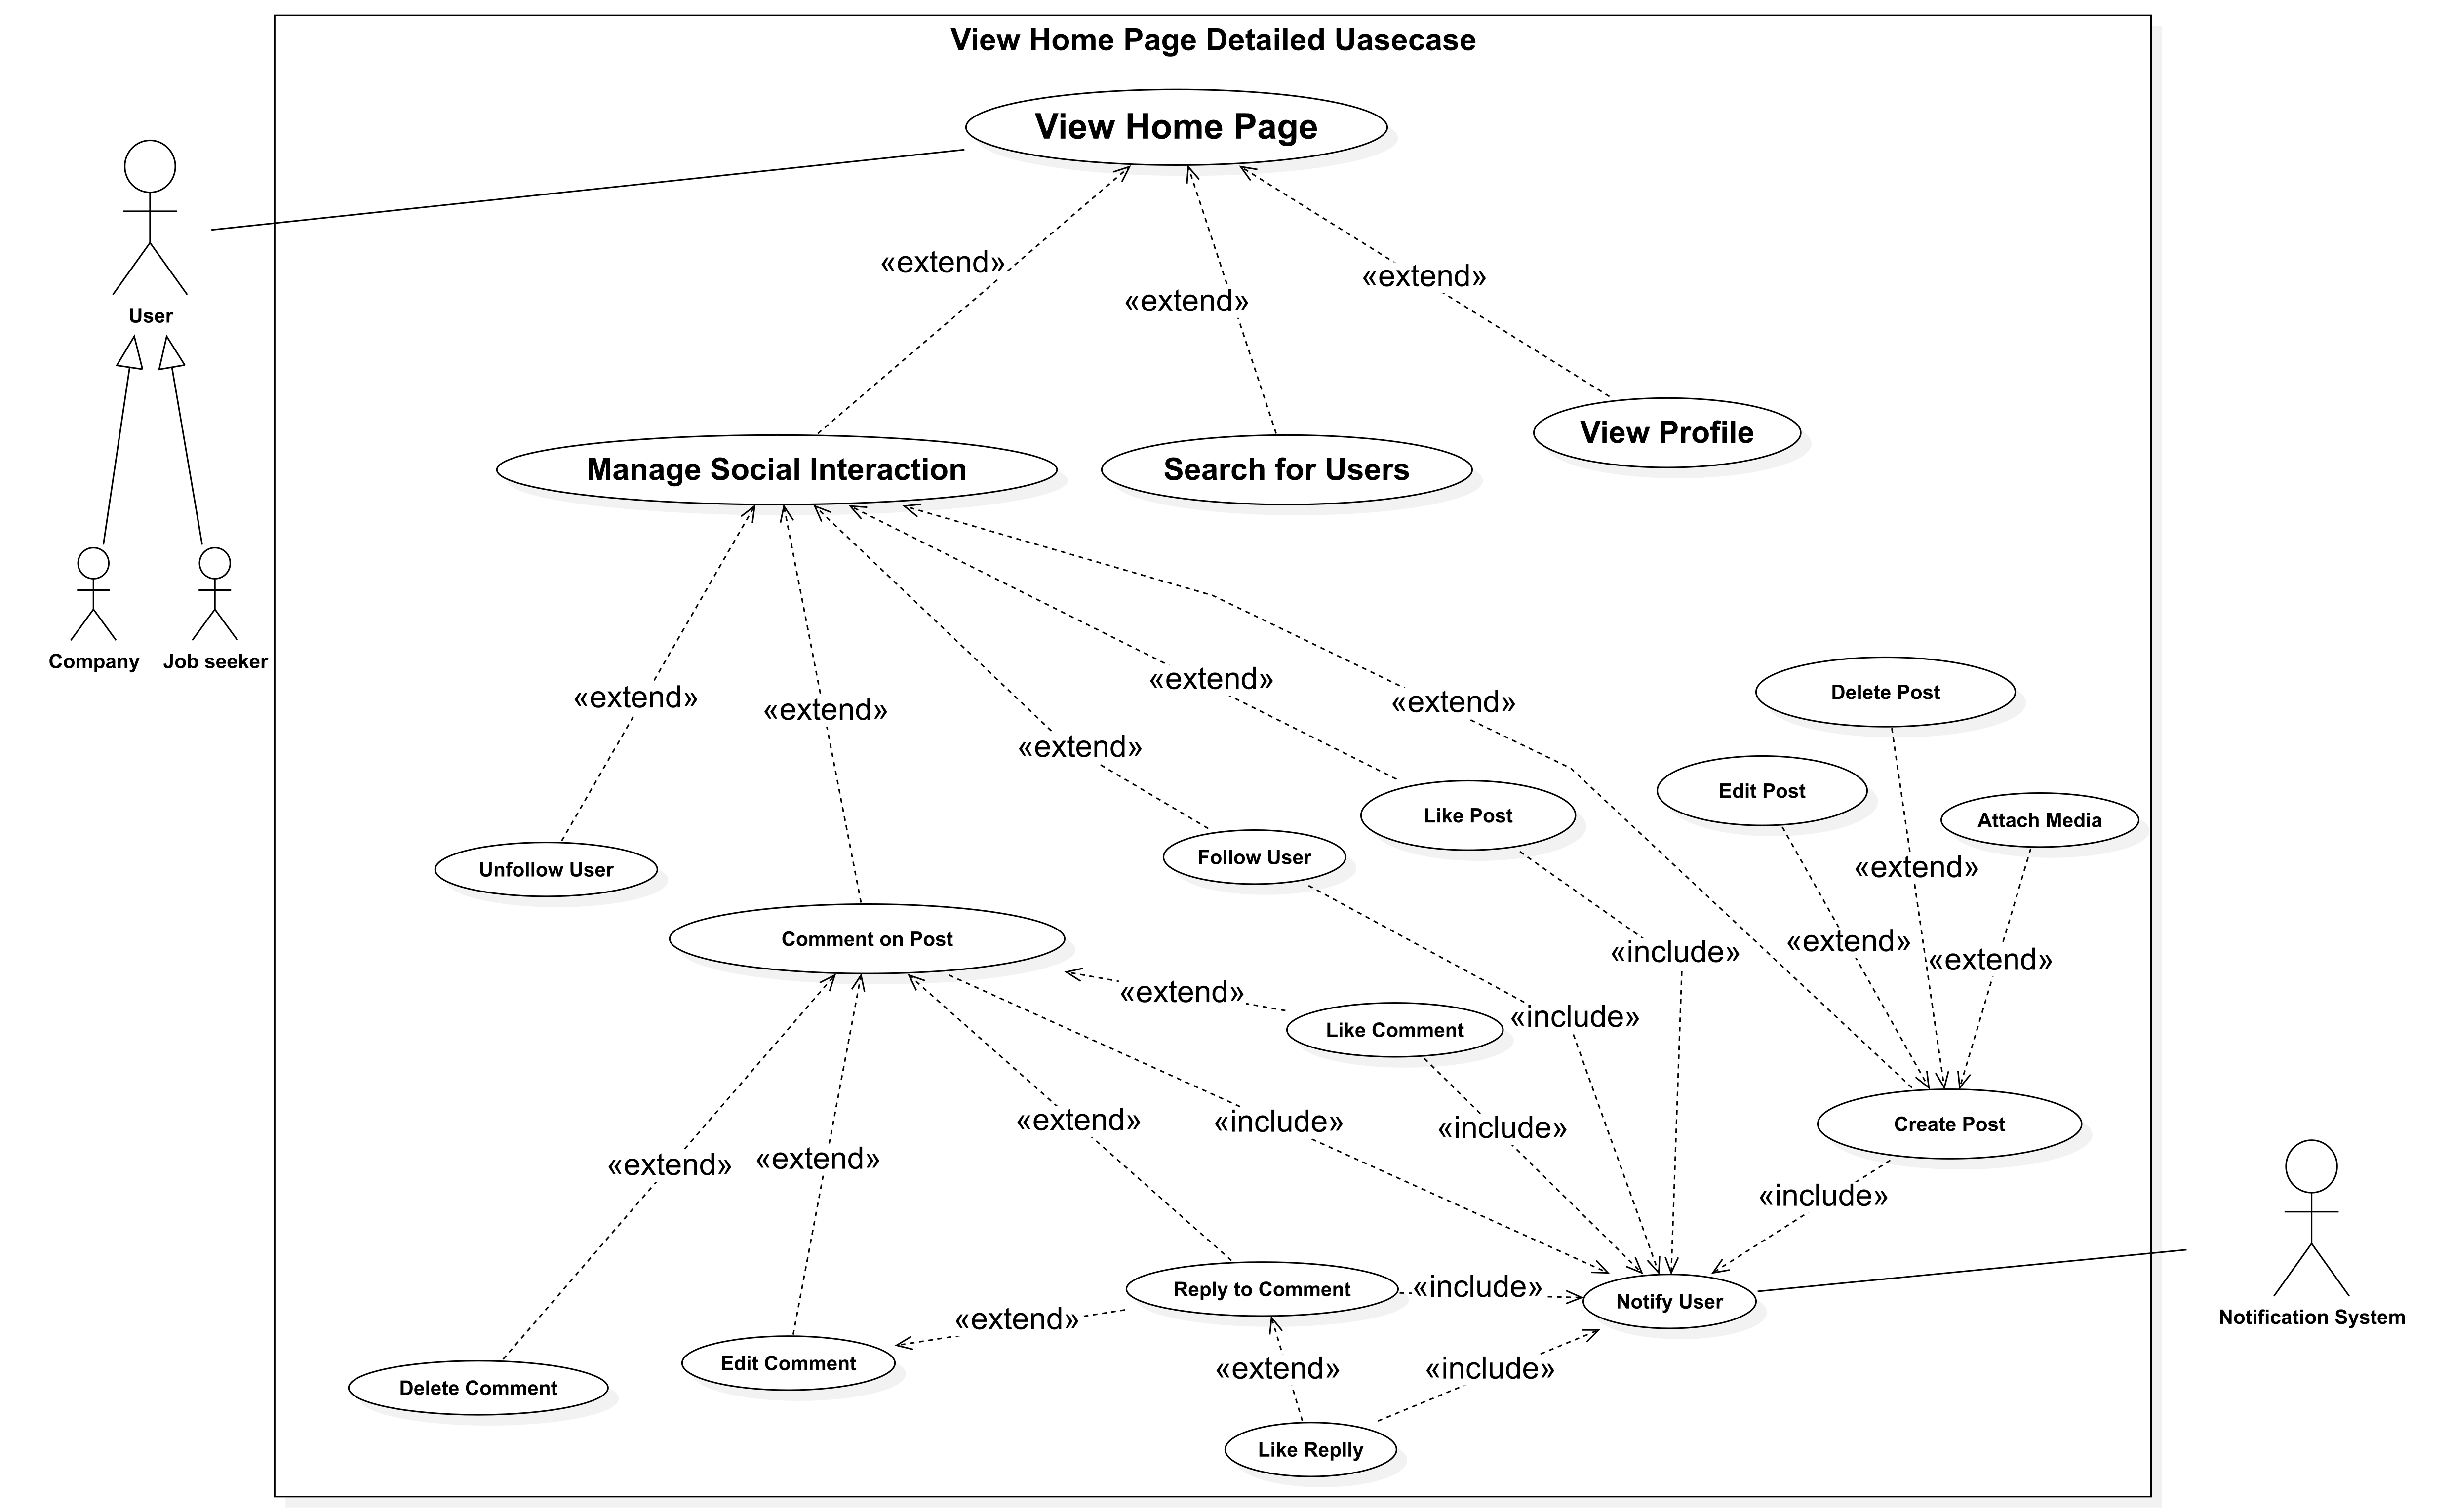 View Home Page Detailed Uasecase
View Home Page
«extend»
«extend»
«extend»
User
View Profile
Manage Social Interaction
Search for Users
Company
Job seeker
«extend»
«extend»
«extend»
«extend»
«extend»
Delete Post
Edit Post
Attach Media
Like Post
Follow User
Unfollow User
«extend»
Comment on Post
«extend»
«include»
«extend»
«extend»
«include»
Like Comment
«extend»
«include»
«include»
Create Post
«extend»
«extend»
«include»
Reply to Comment
«include»
Notify User
Notification System
«extend»
Edit Comment
«extend»
«include»
Delete Comment
Like Replly